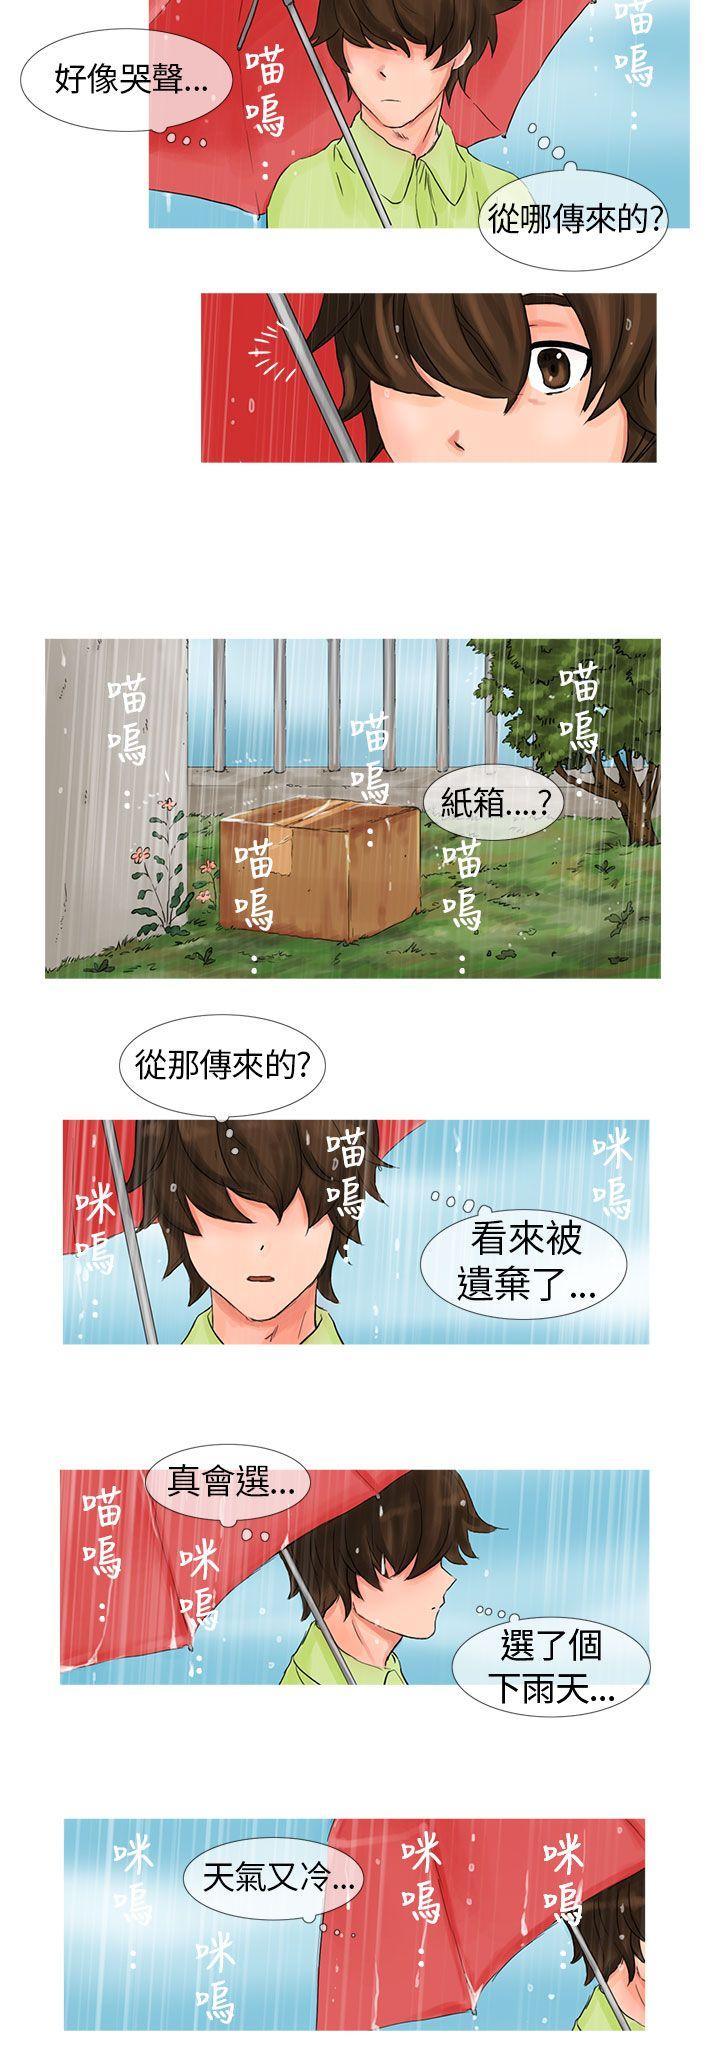 好像哭聲...
喵嗚：
喵嗚：
從哪傳來的?
喵嗚：
喵嗚：
喵嗚：
紙箱....?
喵嗚：
喵嗚：
從那傳來的?
喵嗚：
咪嗚
咪嗚：
看來被
遺棄了...
真會選...
喵嗚：
咪嗚：
選了個
下雨天...
咪嗚：
天氣又冷...
咪嗚：
咪嗚：
咪嗚